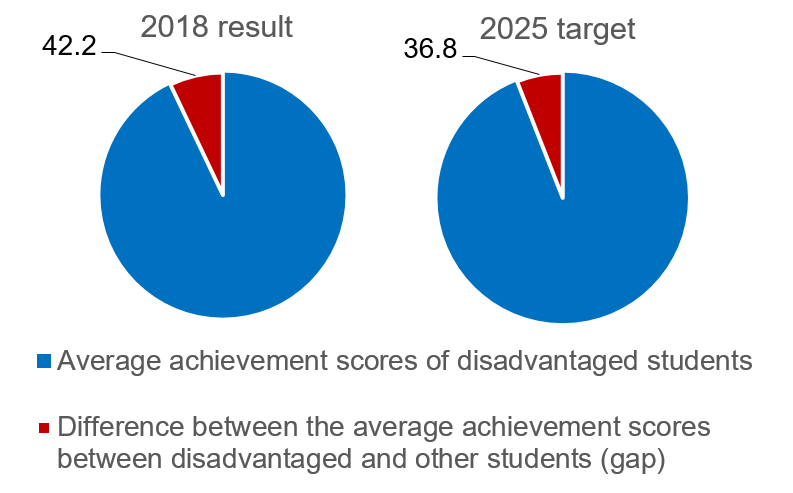 2018 result
42.2
2025 target
36.8
Average achievement scores of disadvantaged students
Difference between the average achievement scores
between disadvantaged and other students (gap)